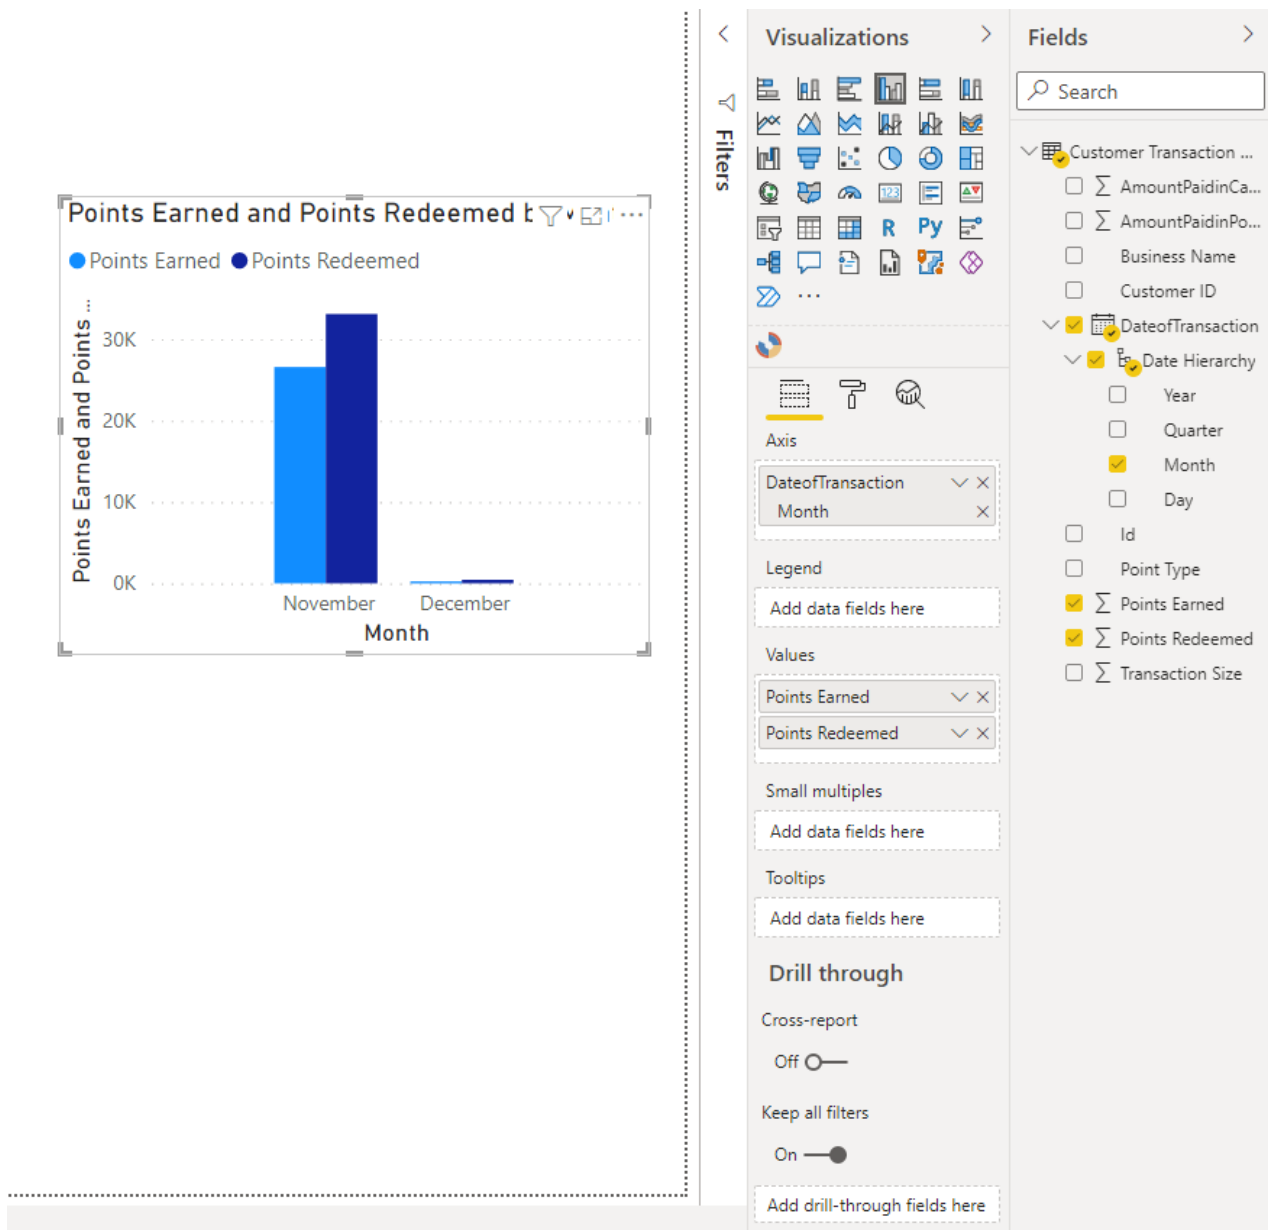 Points Earned and Points Redeemed b
Points Earned Points Redeemed
Points Earned and Points ...
30K
20K
10K
0K
November December
Month
Filters
Visualizations
123
R Py
...
Axis
DateofTransaction
Month
Legend
Add data fields here
Values
Points Earned
Points Redeemed
Small multiples
Add data fields here
Tooltips
Add data fields here
Drill through
Cross-report
Off
Keep all filters
On
Add drill-through fields here
Fields
Search
Customer Transaction ...
AmountPaidinCa...
AmountPaidinPo...
Business Name
Customer ID
DateofTransaction
Date Hierarchy
Year
Quarter
Month
Day
Id
Point Type
Points Earned
Points Redeemed
Transaction Size